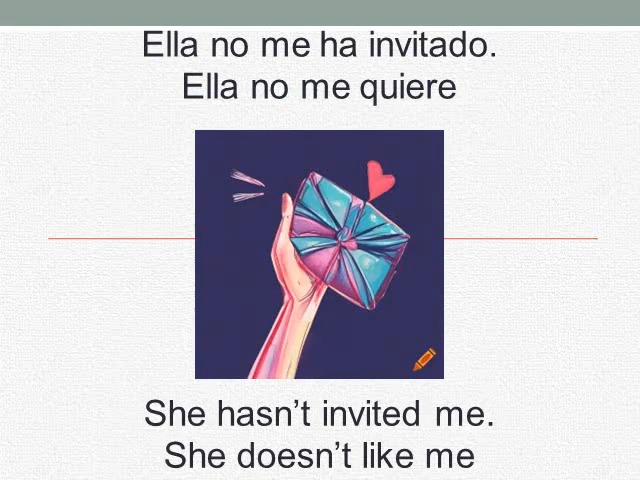 Ella no me ha invitado.
Ella no me quiere
She hasn’t invited me.
She doesn’t like me